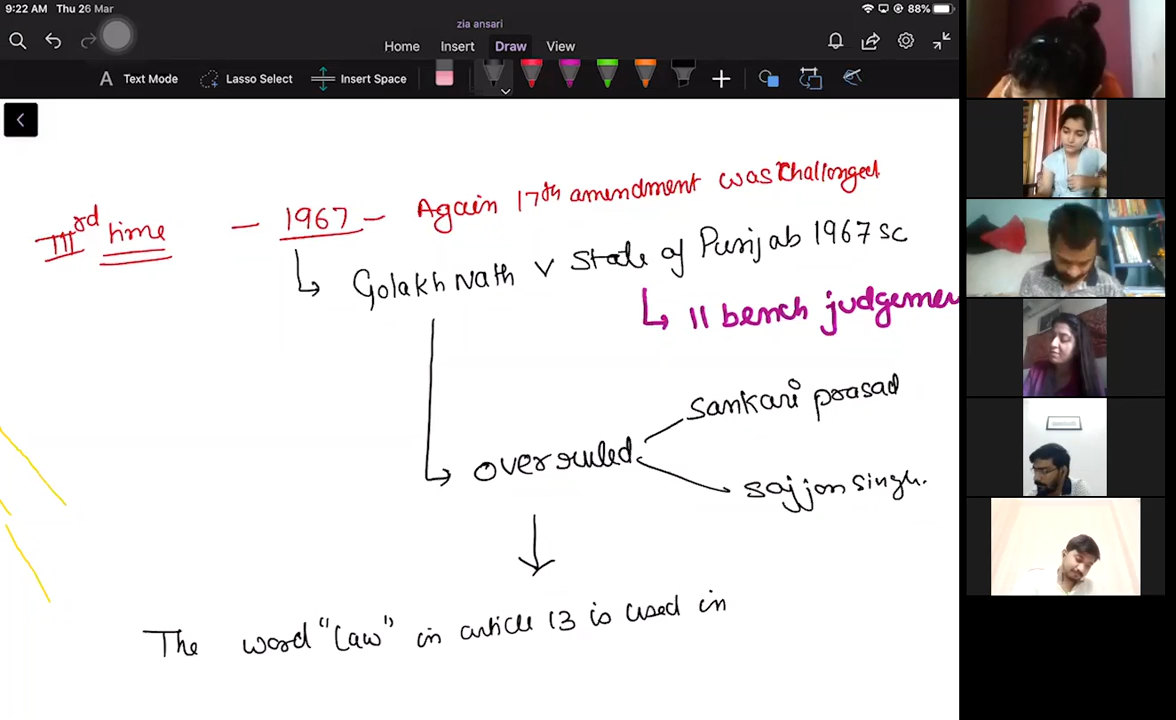 9:22 AM Thu 26 Mar
88%
zia ansari
Home Insert Draw View
Text Mode Lasso Select Insert Space
IIIrd time - 1967 - Again 17th amendment was challenged
Golakh Nath v State of Punjab 1967 SC
11 bench judgemen
overruled
Sankari prasad
Sajjan Singh.
The word "Law" in article 13 is used in